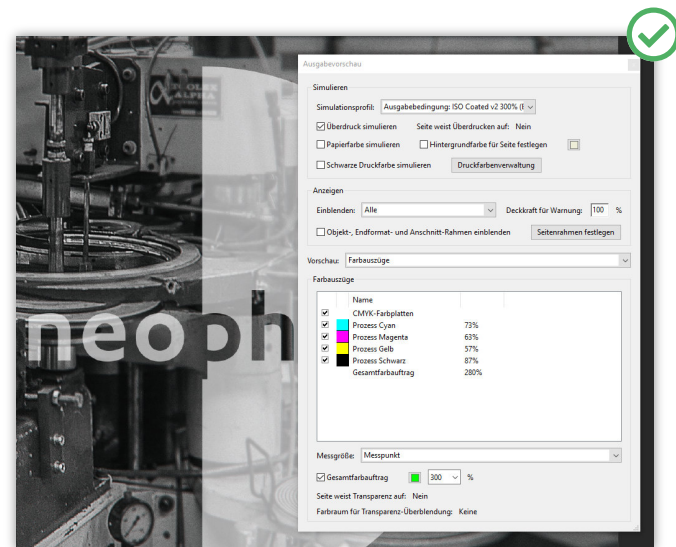 Ausgabevorschau
Simulieren
Simulationsprofil: Ausgabebedingung: ISO Coated v2 300% (E
Überdruck simulieren Seite weist Überdrucken auf: Nein
Papierfarbe simulieren Hintergrundfarbe für Seite festlegen
Schwarze Druckfarbe simulieren Druckfarbenverwaltung
Anzeigen
Einblenden: Alle Deckkraft für Warnung: 100 %
Objekt-, Endformat- und Anschnitt-Rahmen einblenden Seitenrahmen festlegen
Vorschau: Farbauszüge
Farbauszüge
Name
CMYK-Farbplatten
Prozess Cyan 73%
Prozess Magenta 63%
Prozess Gelb 57%
Prozess Schwarz 87%
Gesamtfarbauftrag 280%
Messgröße: Messpunkt
Gesamtfarbauftrag 300 %
Seite weist Transparenz auf: Nein
Farbraum für Transparenz-Überblendung: Keine
neoph
ALPHA